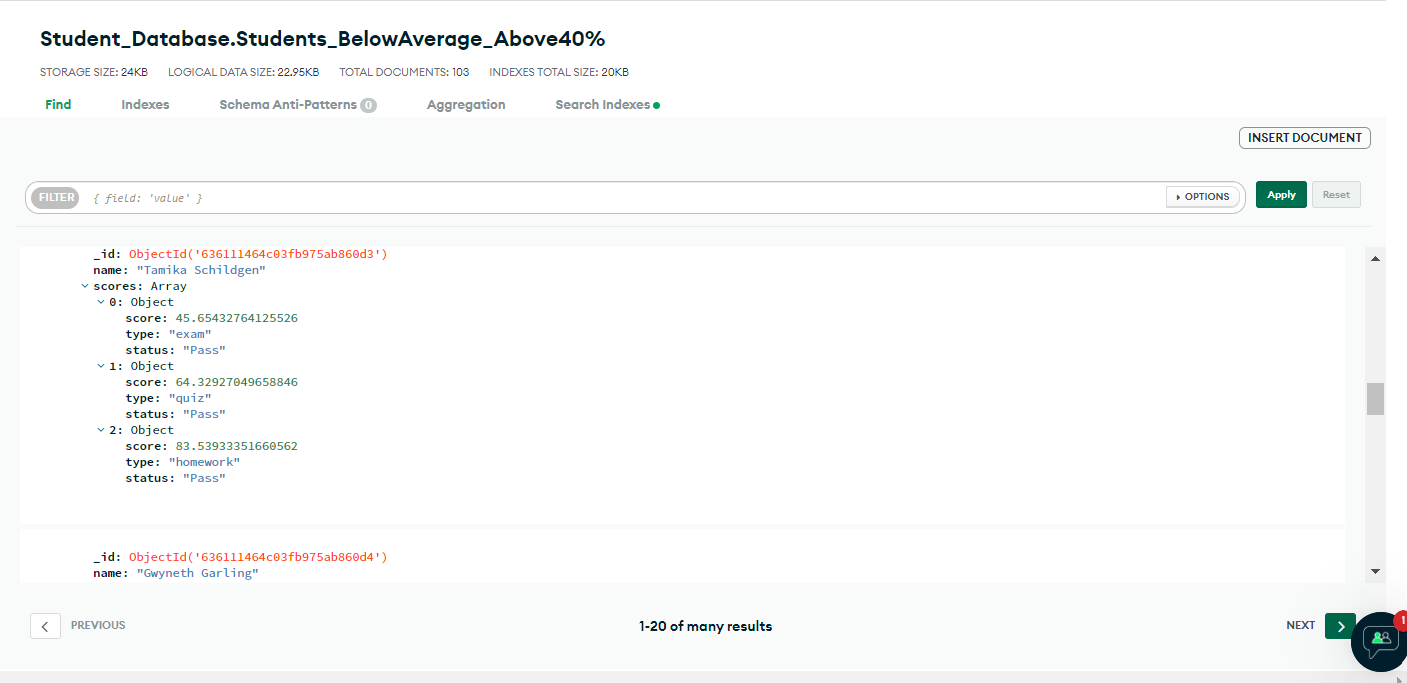 Student_Database.Students_BelowAverage_Above40%
STORAGE SIZE: 24KB LOGICAL DATA SIZE: 22.95KB TOTAL DOCUMENTS: 103 INDEXES TOTAL SIZE: 20KB
Find Indexes Schema Anti-Patterns 0 Aggregation Search Indexes
INSERT DOCUMENT
FILTER { field: 'value' } OPTIONS Apply Reset
_id: ObjectId('636111464c03fb975ab860d3')
name: "Tamika Schildgen"
scores: Array
0: Object
score: 45.65432764125526
type: "exam"
status: "Pass"
1: Object
score: 64.32927049658846
type: "quiz"
status: "Pass"
2: Object
score: 83.53933351660562
type: "homework"
status: "Pass"
_id: ObjectId('636111464c03fb975ab860d4')
name: "Gwyneth Garling"
PREVIOUS 1-20 of many results NEXT
1